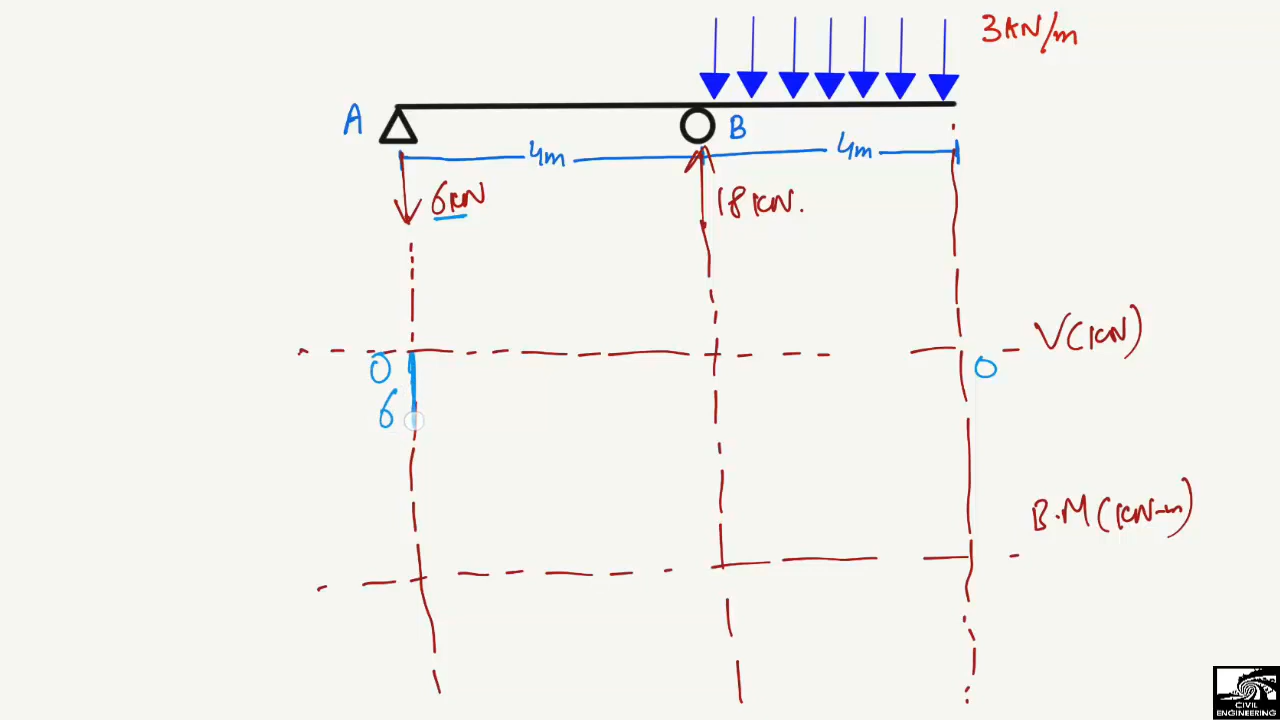 3kN/m
A
B
4m
4m
6kN
18kN.
V(kN)
0
0
6
B.M(kN-m)
CIVIL
ENGINEERING